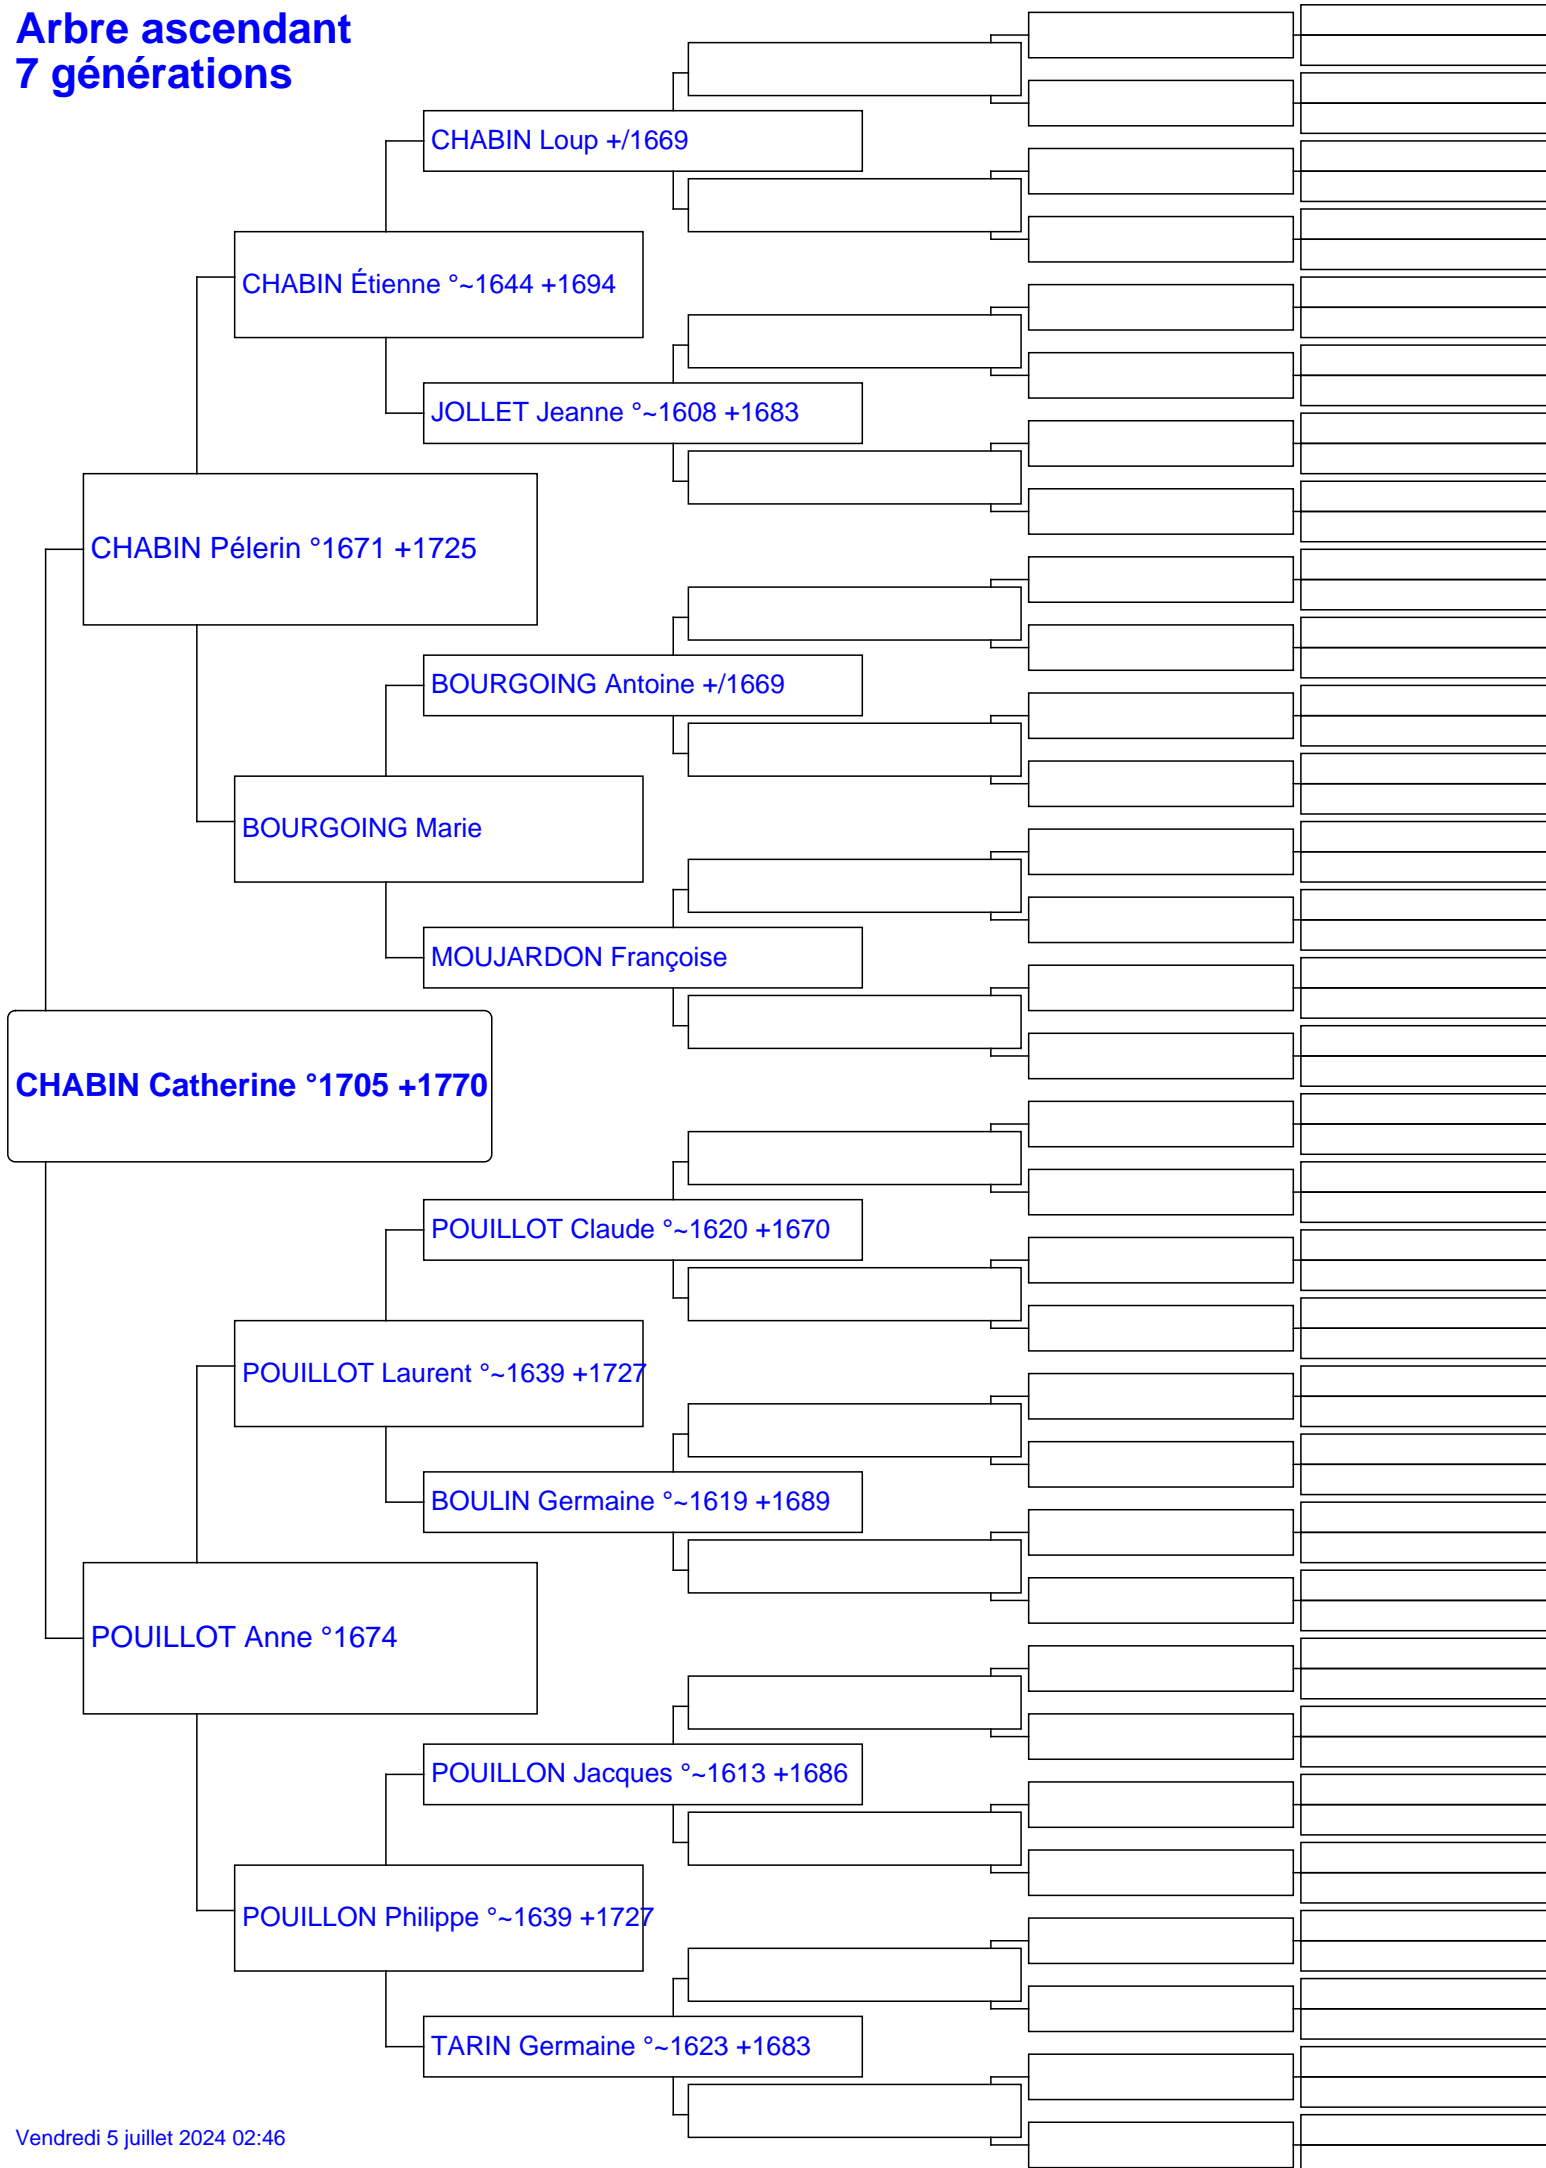 Arbre ascendant
7 générations
CHABIN Loup +/1669
CHABIN Étienne °~1644 +1694
JOLLET Jeanne °~1608 +1683
CHABIN Pélerin °1671 +1725
BOURGOING Antoine +/1669
BOURGOING Marie
MOUJARDON Françoise
CHABIN Catherine °1705 +1770
POUILLOT Claude °~1620 +1670
POUILLOT Laurent °~1639 +1727
BOULIN Germaine °~1619 +1689
POUILLOT Anne °1674
POUILLON Jacques °~1613 +1686
POUILLON Philippe °~1639 +1727
TARIN Germaine °~1623 +1683
Vendredi 5 juillet 2024 02:46